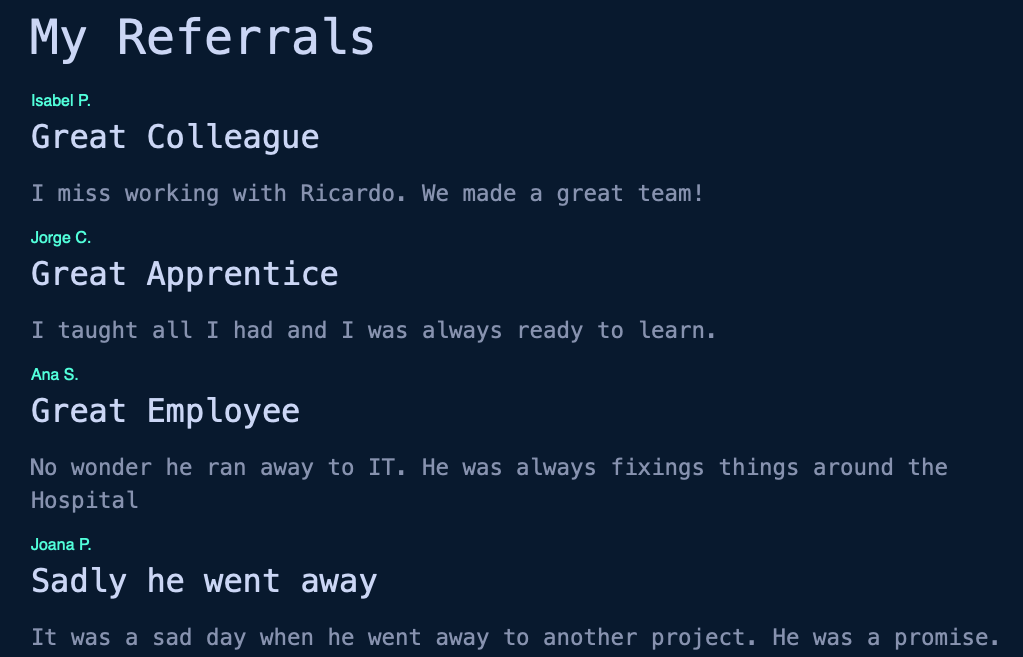 My Referrals
Isabel P.
Great Colleague
I miss working with Ricardo. We made a great team!
Jorge C.
Great Apprentice
I taught all I had and I was always ready to learn.
Ana S.
Great Employee
No wonder he ran away to IT. He was always fixings things around the
Hospital
Joana P.
Sadly he went away
It was a sad day when he went away to another project. He was a promise.